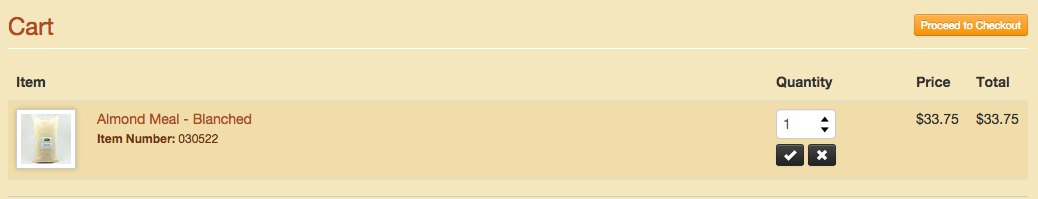 Cart
Proceed to Checkout
Item Quantity Price Total
Almond Meal - Blanched 1 $33.75 $33.75
Item Number: 030522